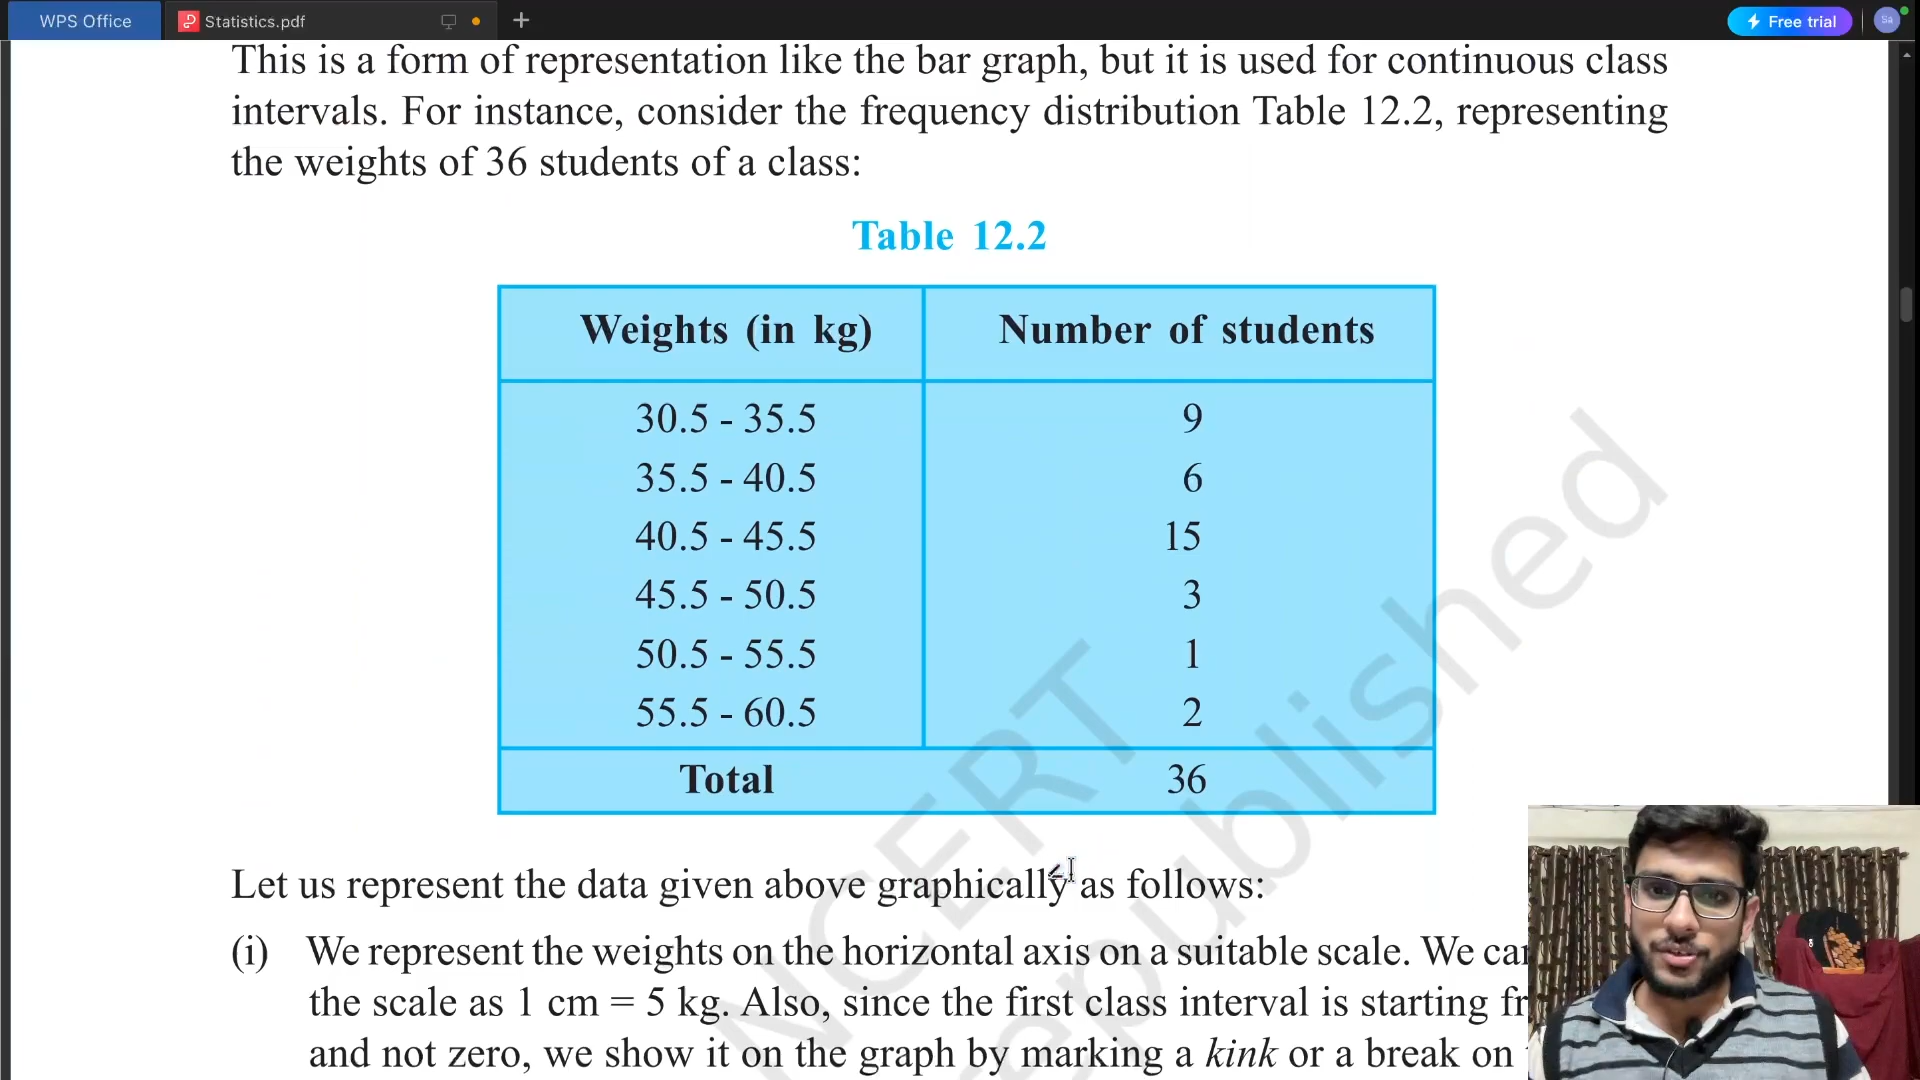 WPS Office
Statistics.pdf
Free trial
Sa
This is a form of representation like the bar graph, but it is used for continuous class
intervals. For instance, consider the frequency distribution Table 12.2, representing
the weights of 36 students of a class:
Table 12.2
Weights (in kg) Number of students
30.5 - 35.5 9
35.5 - 40.5 6
40.5 - 45.5 15
45.5 - 50.5 3
50.5 - 55.5 1
55.5 - 60.5 2
Total 36
Let us represent the data given above graphically as follows:
(i) We represent the weights on the horizontal axis on a suitable scale. We can
the scale as 1 cm = 5 kg. Also, since the first class interval is starting fr
and not zero, we show it on the graph by marking a kink or a break on
NCERT
republished